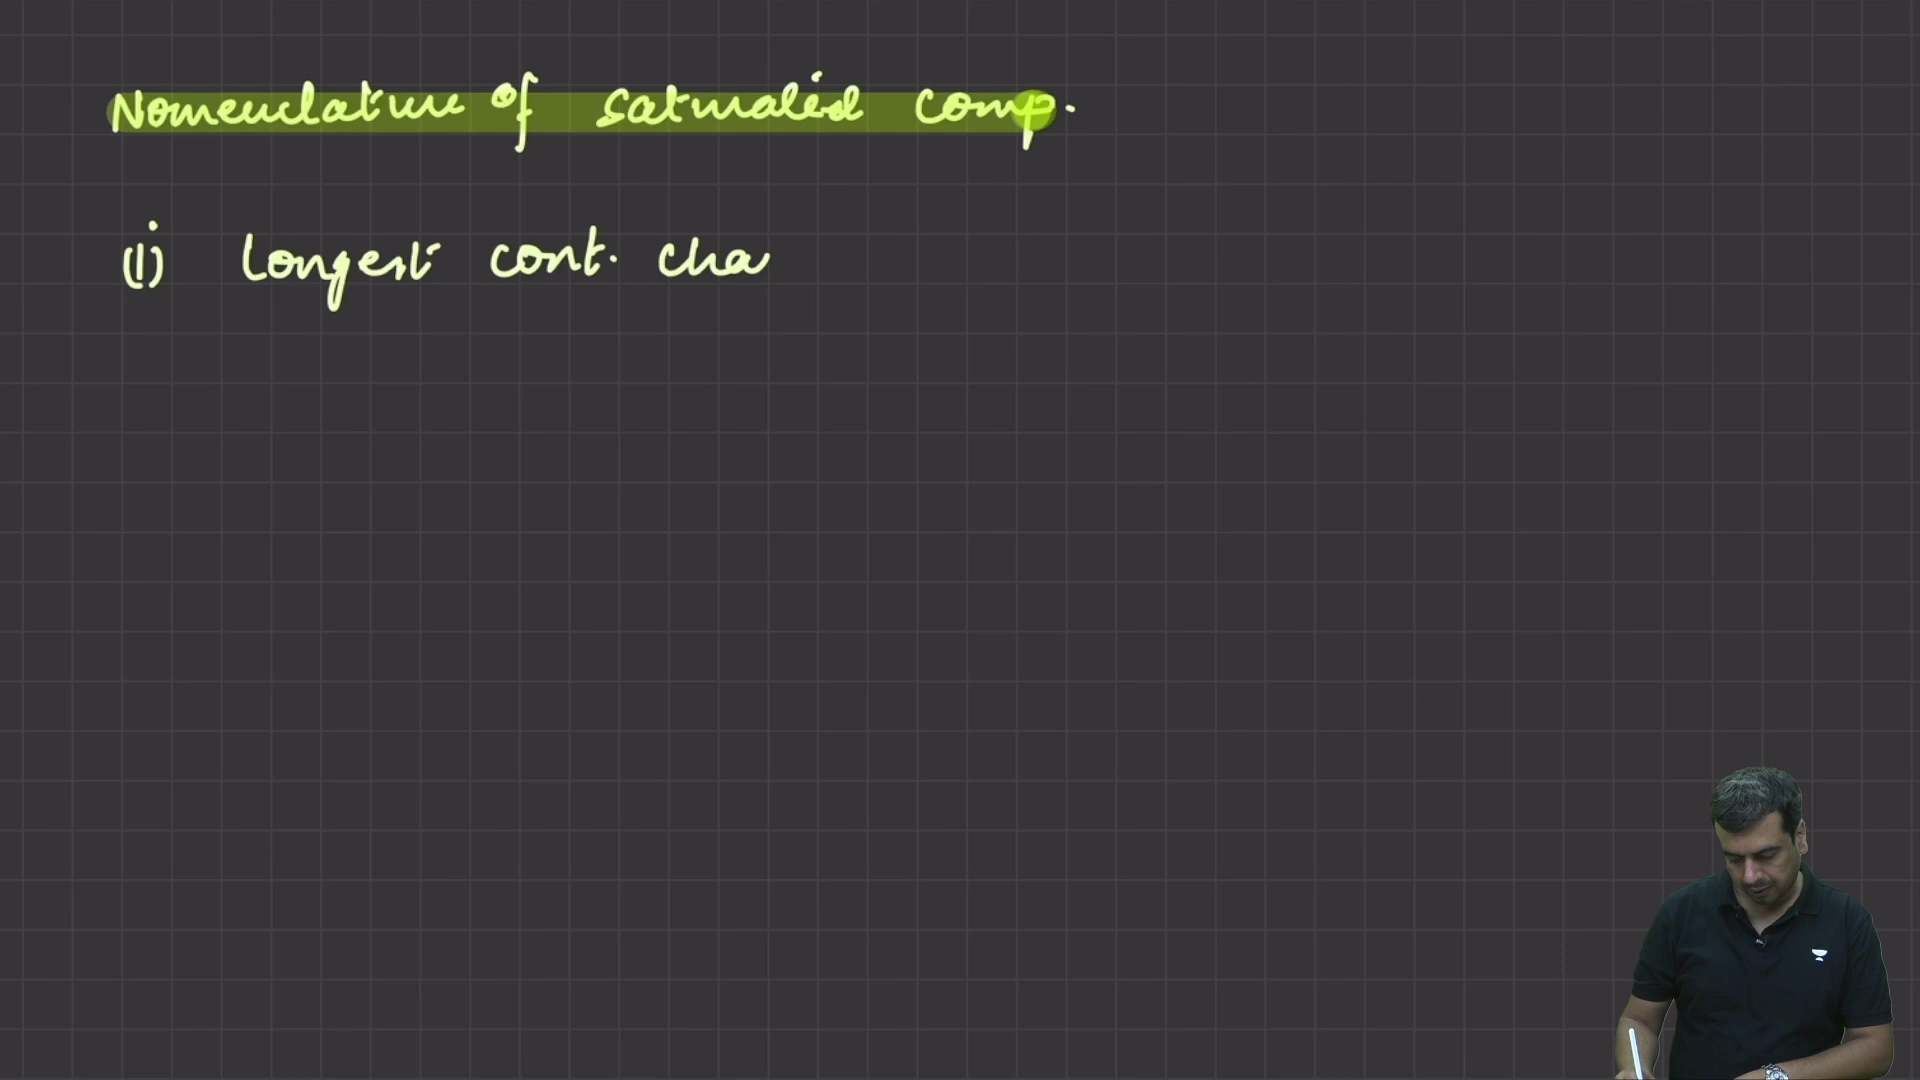 Nomenclature of saturated comp.
(i) Longest cont. cha